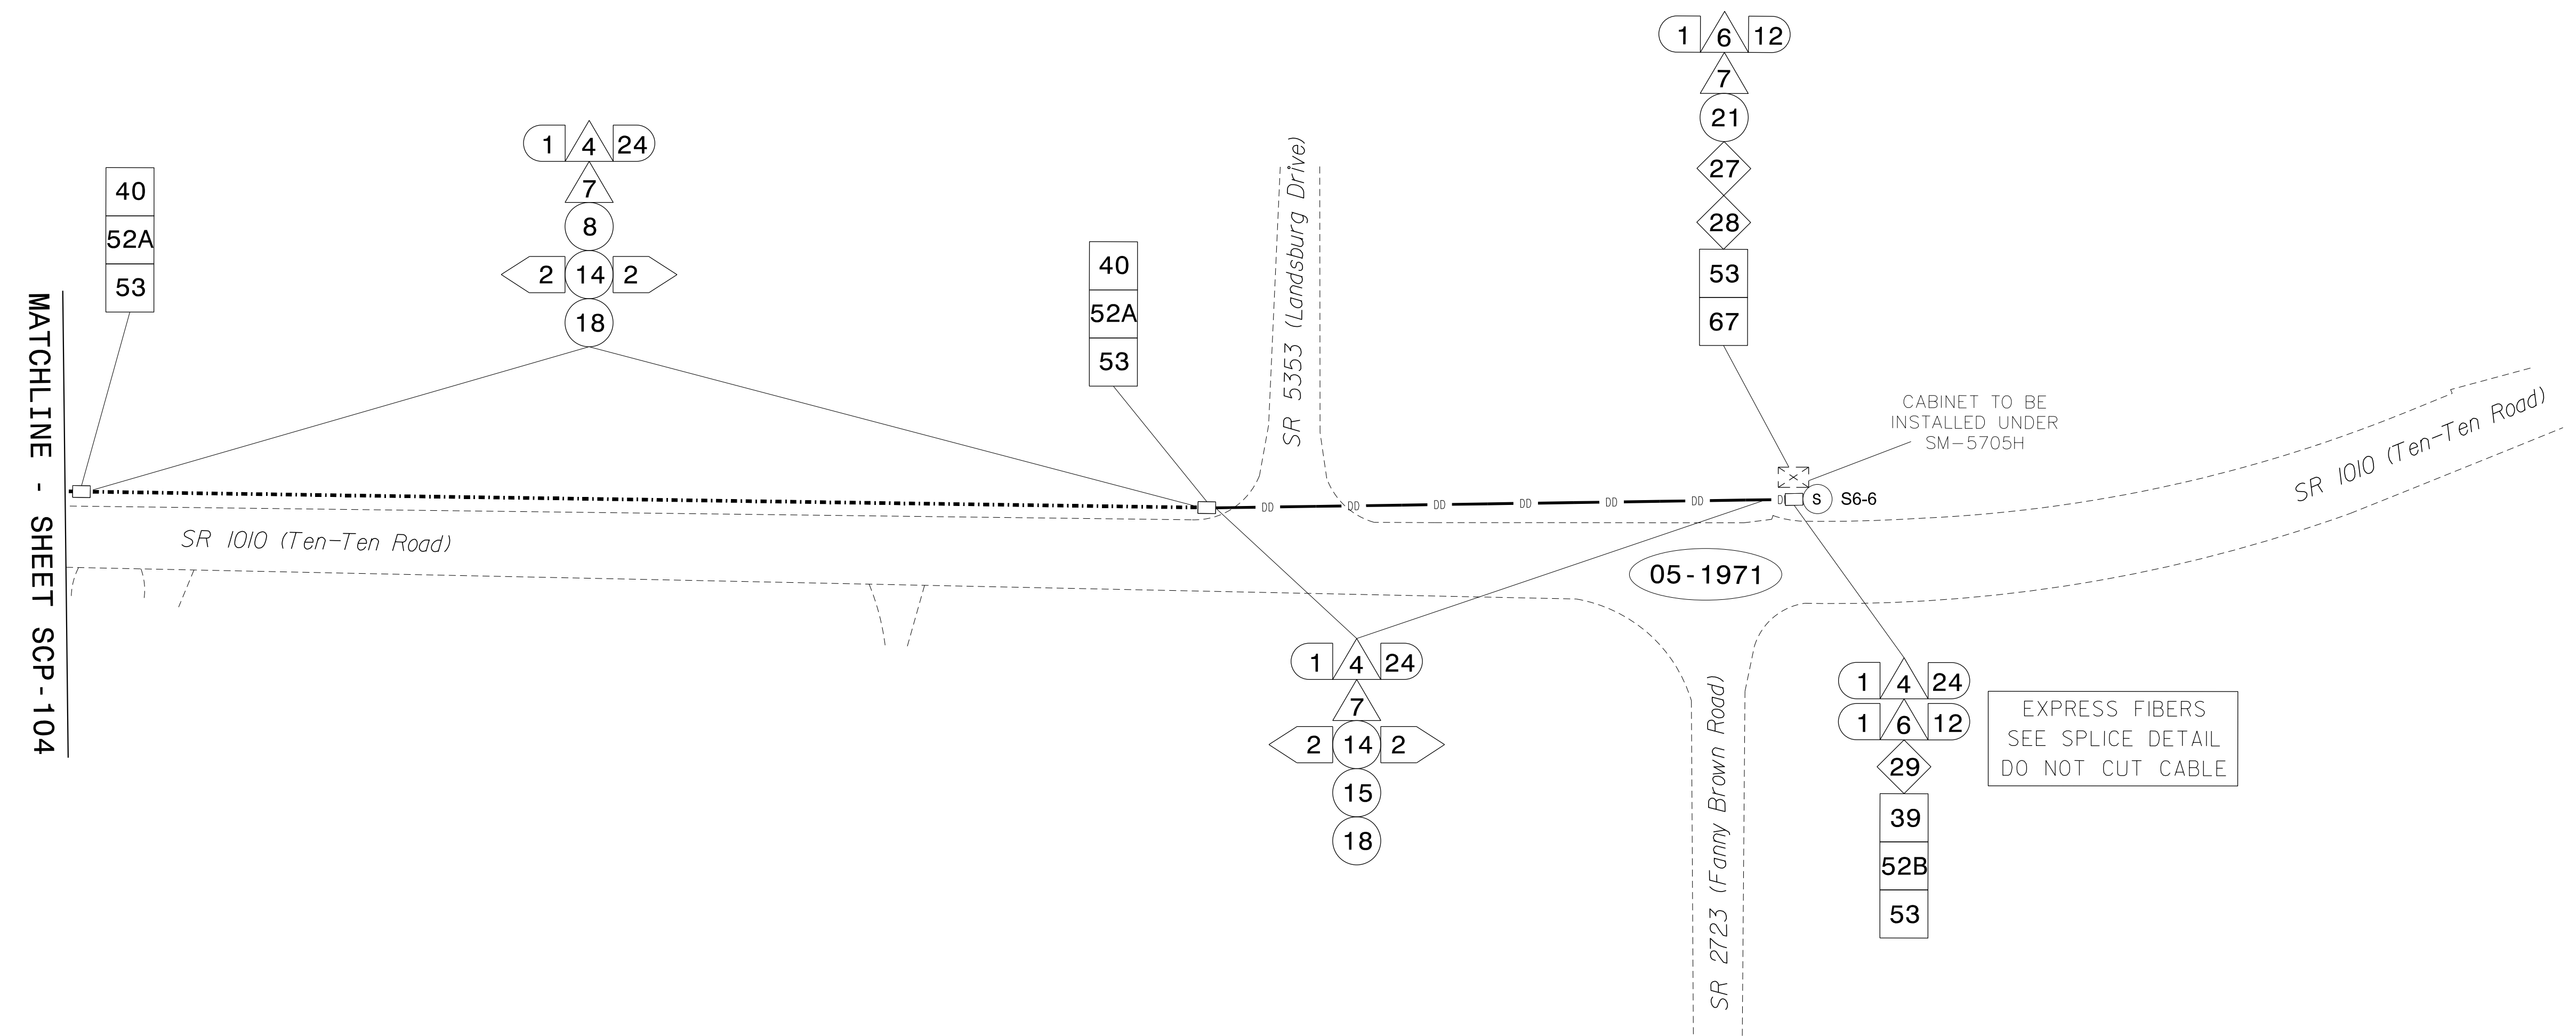 1 6 12
7
21
27
28
53
67
1 4 24
7
8
2 14 2
18
40
52A
53
40
52A
53
SR 5353 (Landsburg Drive)
MATCHLINE - SHEET SCP-104
CABINET TO BE
INSTALLED UNDER
SM-5705H
SR 1010 (Ten-Ten Road)
DD DD DD DD DD DD D
S S6-6
SR 1010 (Ten-Ten Road)
05-1971
1 4 24
7
2 14 2
15
18
SR 2723 (Fanny Brown Road)
1 4 24
1 6 12
29
39
52B
53
EXPRESS FIBERS
SEE SPLICE DETAIL
DO NOT CUT CABLE